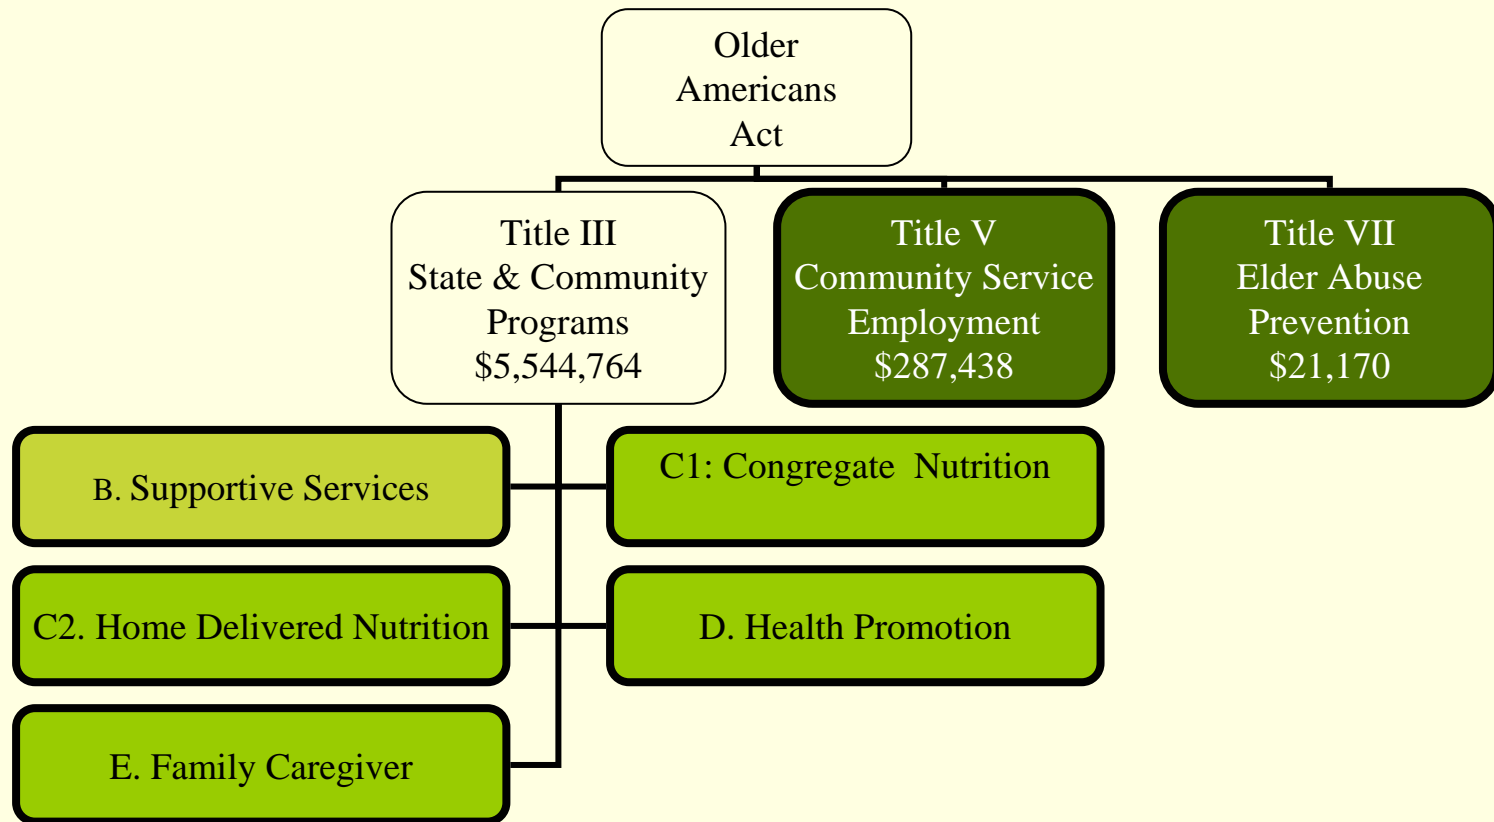 Older
Americans
Act
Title III
State & Community
Programs
$5,544,764
Title V
Community Service
Employment
$287,438
Title VII
Elder Abuse
Prevention
$21,170
B. Supportive Services
C1: Congregate  Nutrition
C2. Home Delivered Nutrition
D. Health Promotion
E. Family Caregiver